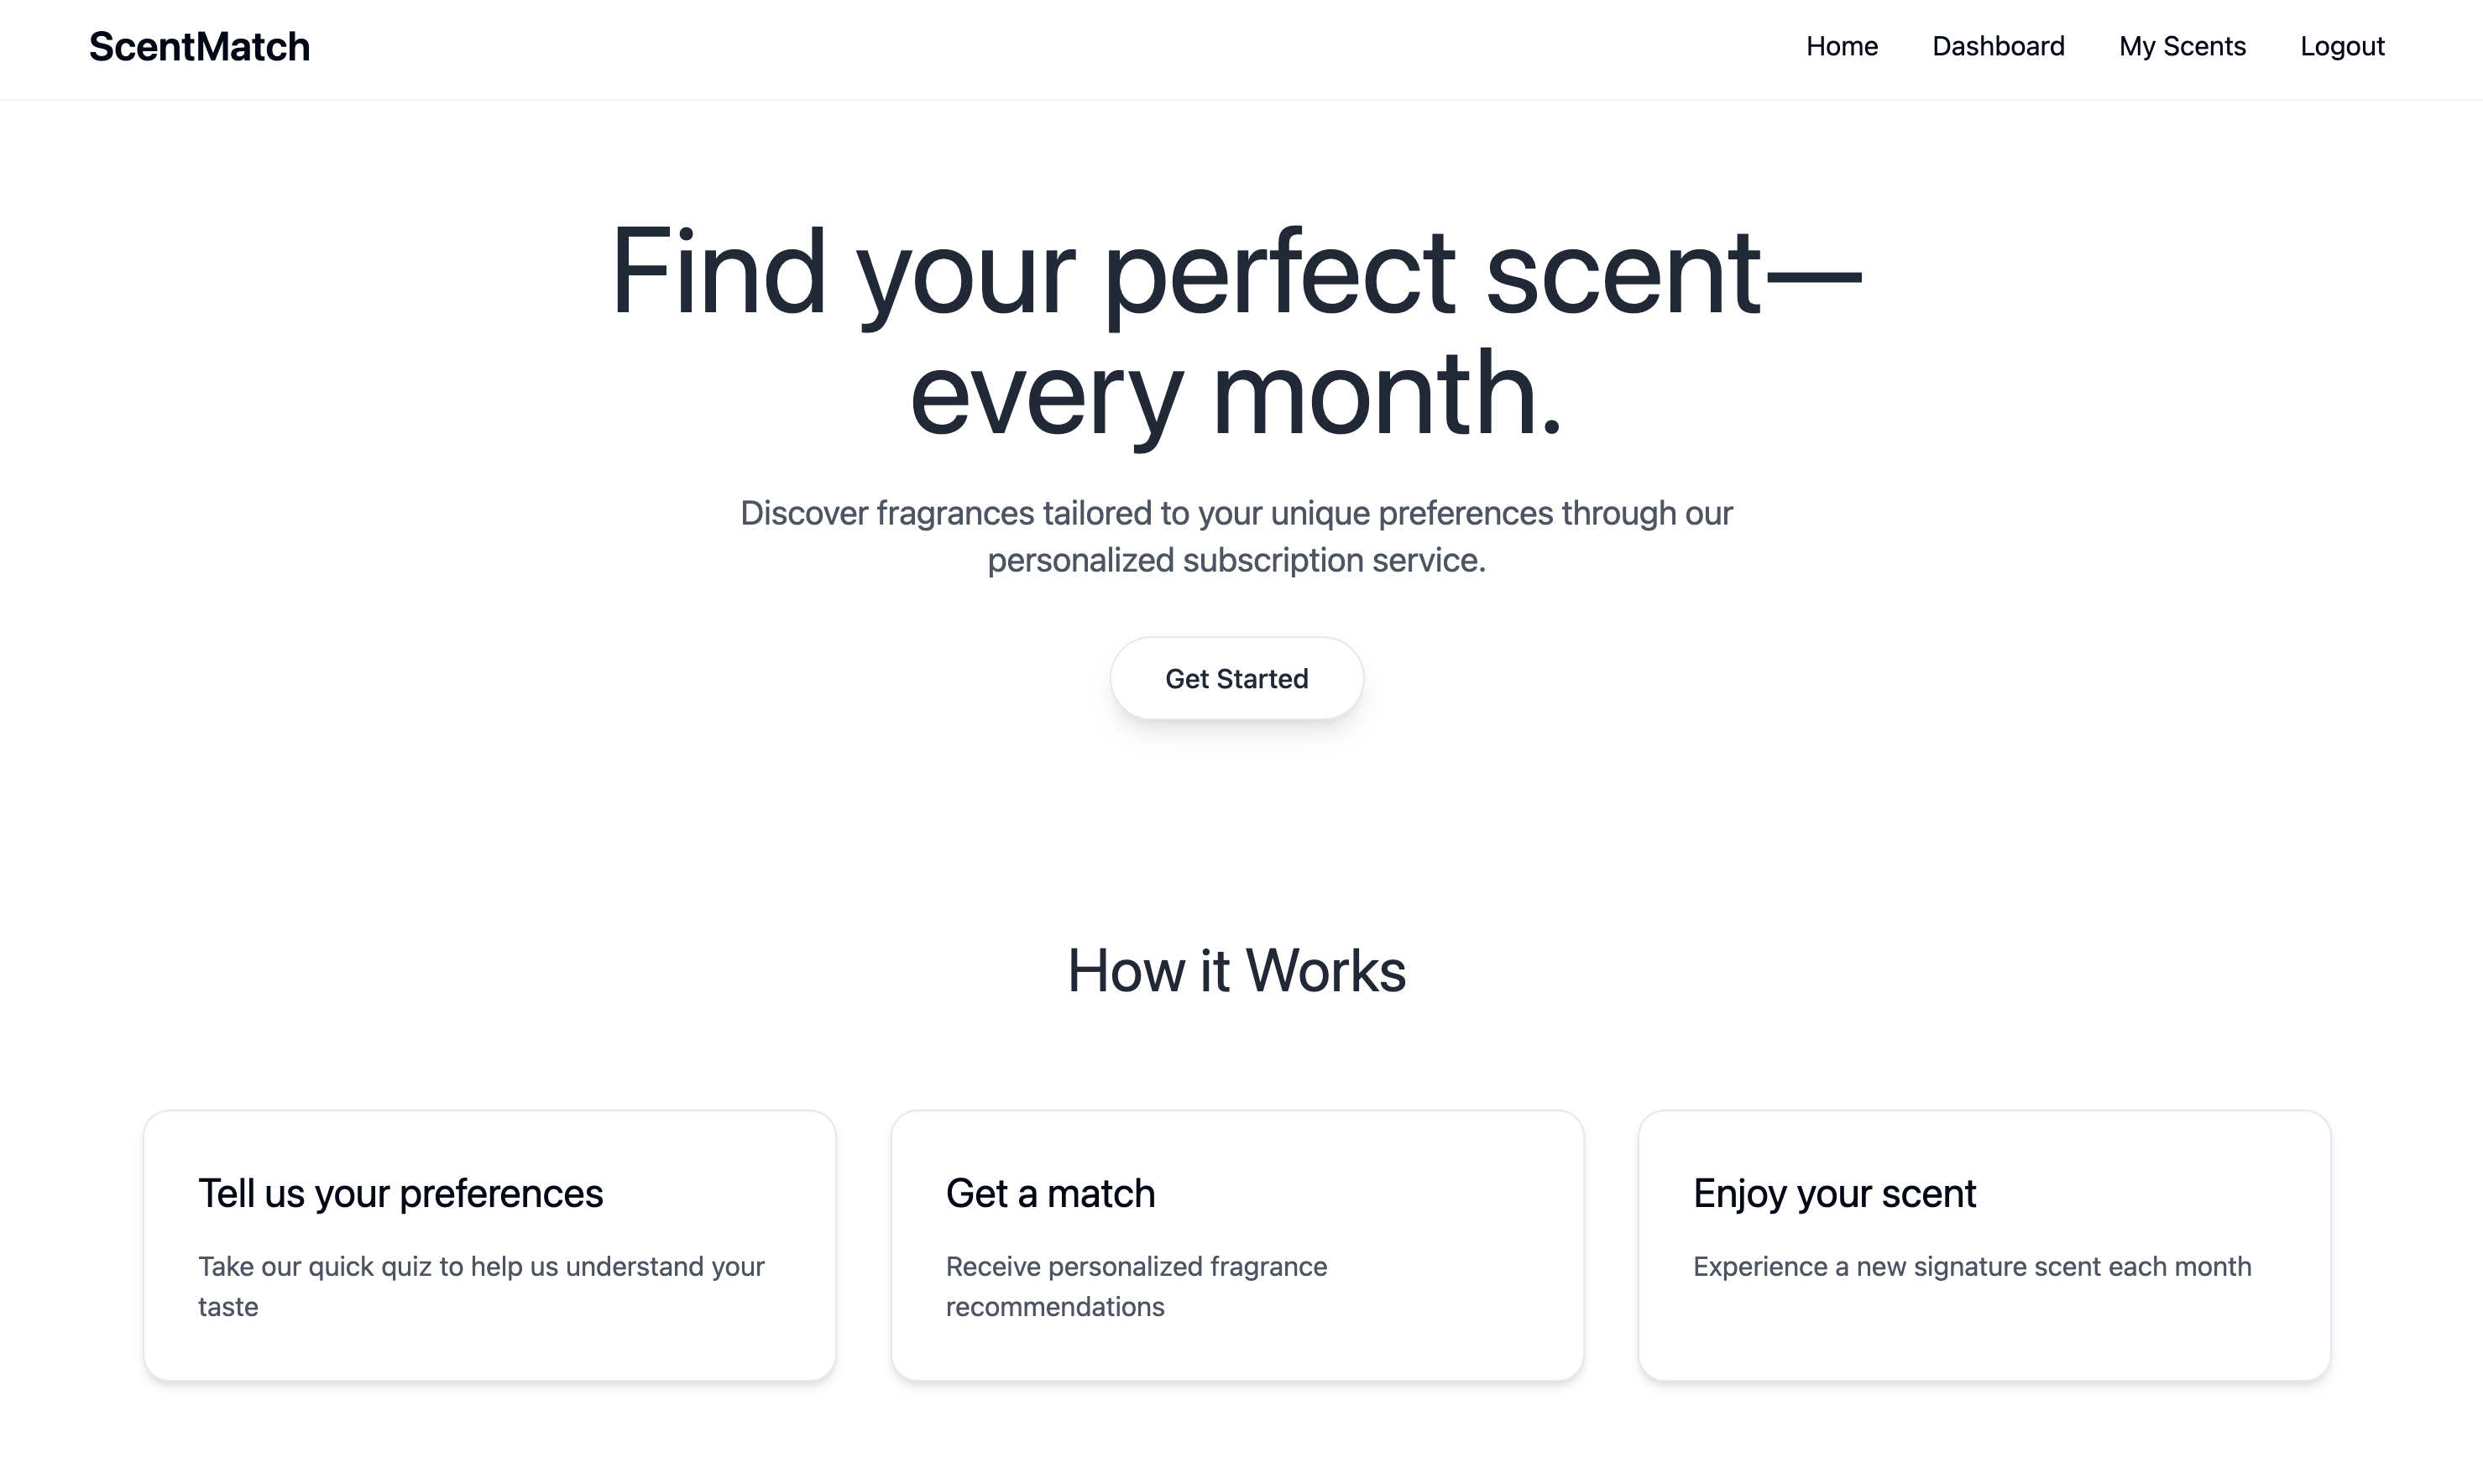 ScentMatch
Home Dashboard My Scents Logout
Find your perfect scent—
every month.
Discover fragrances tailored to your unique preferences through our
personalized subscription service.
Get Started
How it Works
Tell us your preferences
Take our quick quiz to help us understand your
taste
Get a match
Receive personalized fragrance
recommendations
Enjoy your scent
Experience a new signature scent each month